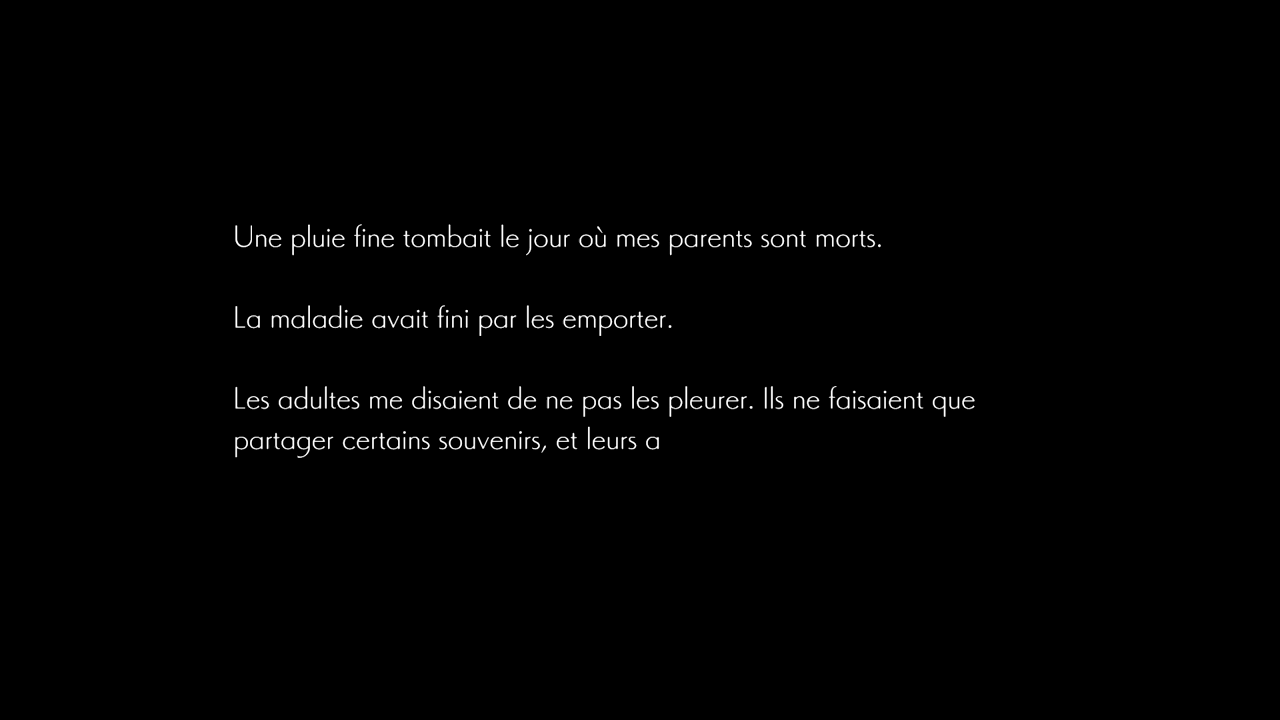 Une pluie fine tombait le jour où mes parents sont morts.
La maladie avait fini par les emporter.
Les adultes me disaient de ne pas les pleurer. Ils ne faisaient que
partager certains souvenirs, et leurs a